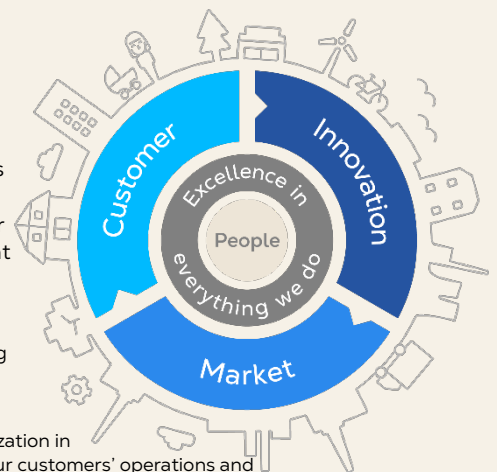 Customer
Innovation
Excellence in
People
everything we do
Market
zation in
ur customers’ operations and